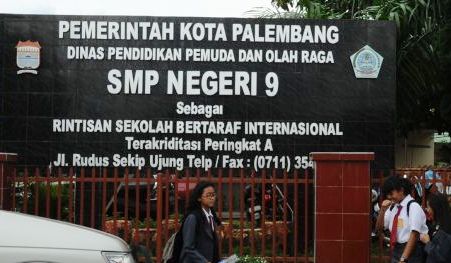 PEMERINTAH KOTA PALEMBANG
DINAS PENDIDIKAN PEMUDA DAN OLAH RAGA
SMP NEGERI 9
Sebagai
RINTISAN SEKOLAH BERTARAF INTERNASIONAL
Terakriditasi Peringkat A
Jl. Rudus Sekip Ujung Telp / Fax : (0711) 354